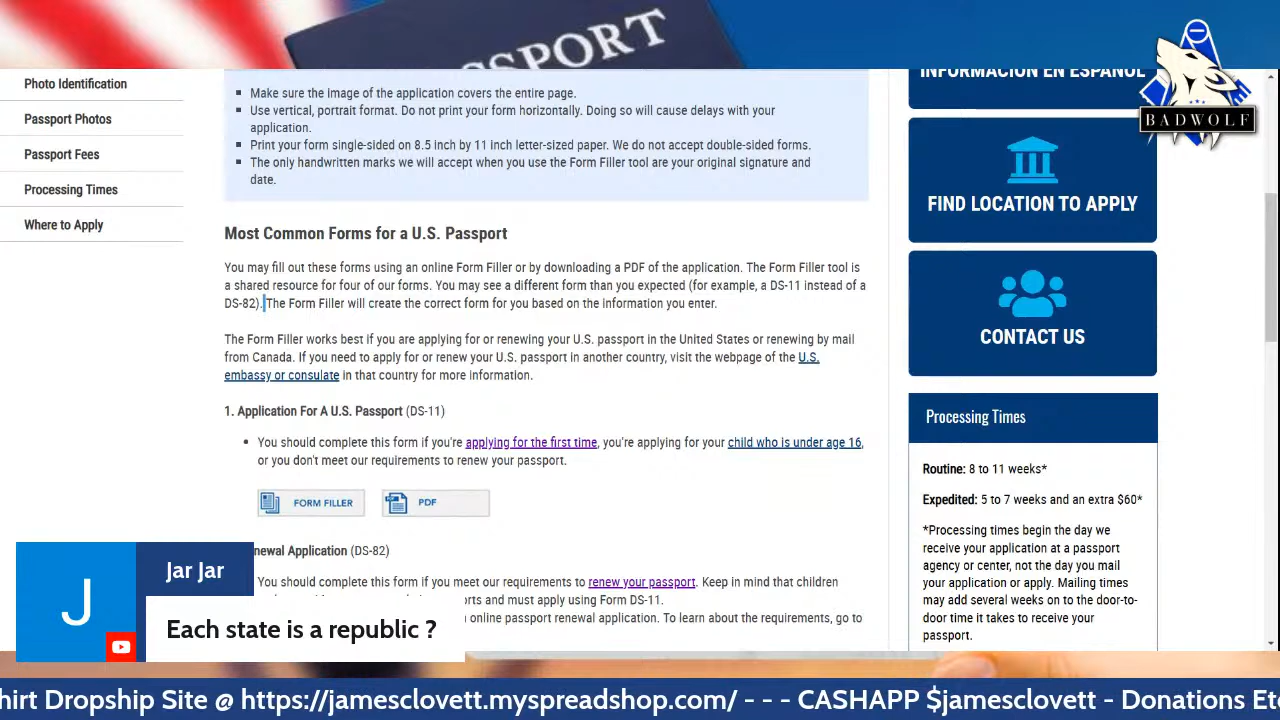 SSPORT
INFORMACIÓN EN ESPAÑOL
BADWOLF
Photo Identification
Passport Photos
Passport Fees
Processing Times
Where to Apply
Make sure the image of the application covers the entire page.
Use vertical, portrait format. Do not print your form horizontally. Doing so will cause delays with your
application.
Print your form single-sided on 8.5 inch by 11 inch letter-sized paper. We do not accept double-sided forms.
The only handwritten marks we will accept when you use the Form Filler tool are your original signature and
date.
Most Common Forms for a U.S. Passport
You may fill out these forms using an online Form Filler or by downloading a PDF of the application. The Form Filler tool is
a shared resource for four of our forms. You may see a different form than you expected (for example, a DS-11 instead of a
DS-82). The Form Filler will create the correct form for you based on the information you enter.
The Form Filler works best if you are applying for or renewing your U.S. passport in the United States or renewing by mail
from Canada. If you need to apply for or renew your U.S. passport in another country, visit the webpage of the U.S.
embassy or consulate in that country for more information.
1. Application For A U.S. Passport (DS-11)
You should complete this form if you're applying for the first time, you're applying for your child who is under age 16,
or you don't meet our requirements to renew your passport.
FORM FILLER
PDF
newal Application (DS-82)
You should complete this form if you meet our requirements to renew your passport. Keep in mind that children
rts and must apply using Form DS-11.
online passport renewal application. To learn about the requirements, go to
FIND LOCATION TO APPLY
CONTACT US
Processing Times
Routine: 8 to 11 weeks*
Expedited: 5 to 7 weeks and an extra $60*
*Processing times begin the day we
receive your application at a passport
agency or center, not the day you mail
your application or apply. Mailing times
may add several weeks on to the door-to-
door time it takes to receive your
passport.
J
Jar Jar
Each state is a republic ?
hirt Dropship Site @ https://jamesclovett.myspreadshop.com/ - - - CASHAPP $jamesclovett - Donations Et